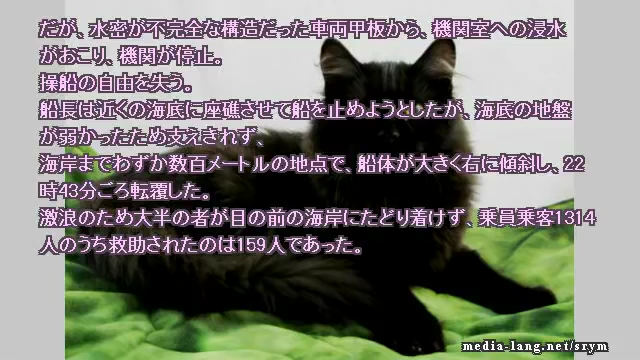 だが、水密が不完全な構造だった車両甲板から、機関室への浸水
がおこり、機関が停止。
操船の自由を失う。
船長は近くの海底に座礁させて船を止めようとしたが、海底の地盤
が弱かったため支えきれず、
海岸までわずか数百メートルの地点で、船体が大きく右に傾斜し、22
時43分ごろ転覆した。
激浪のため大半の者が目の前の海岸にたどり着けず、乗員乗客1314
人のうち救助されたのは159人であった。
media-lang.net/srym